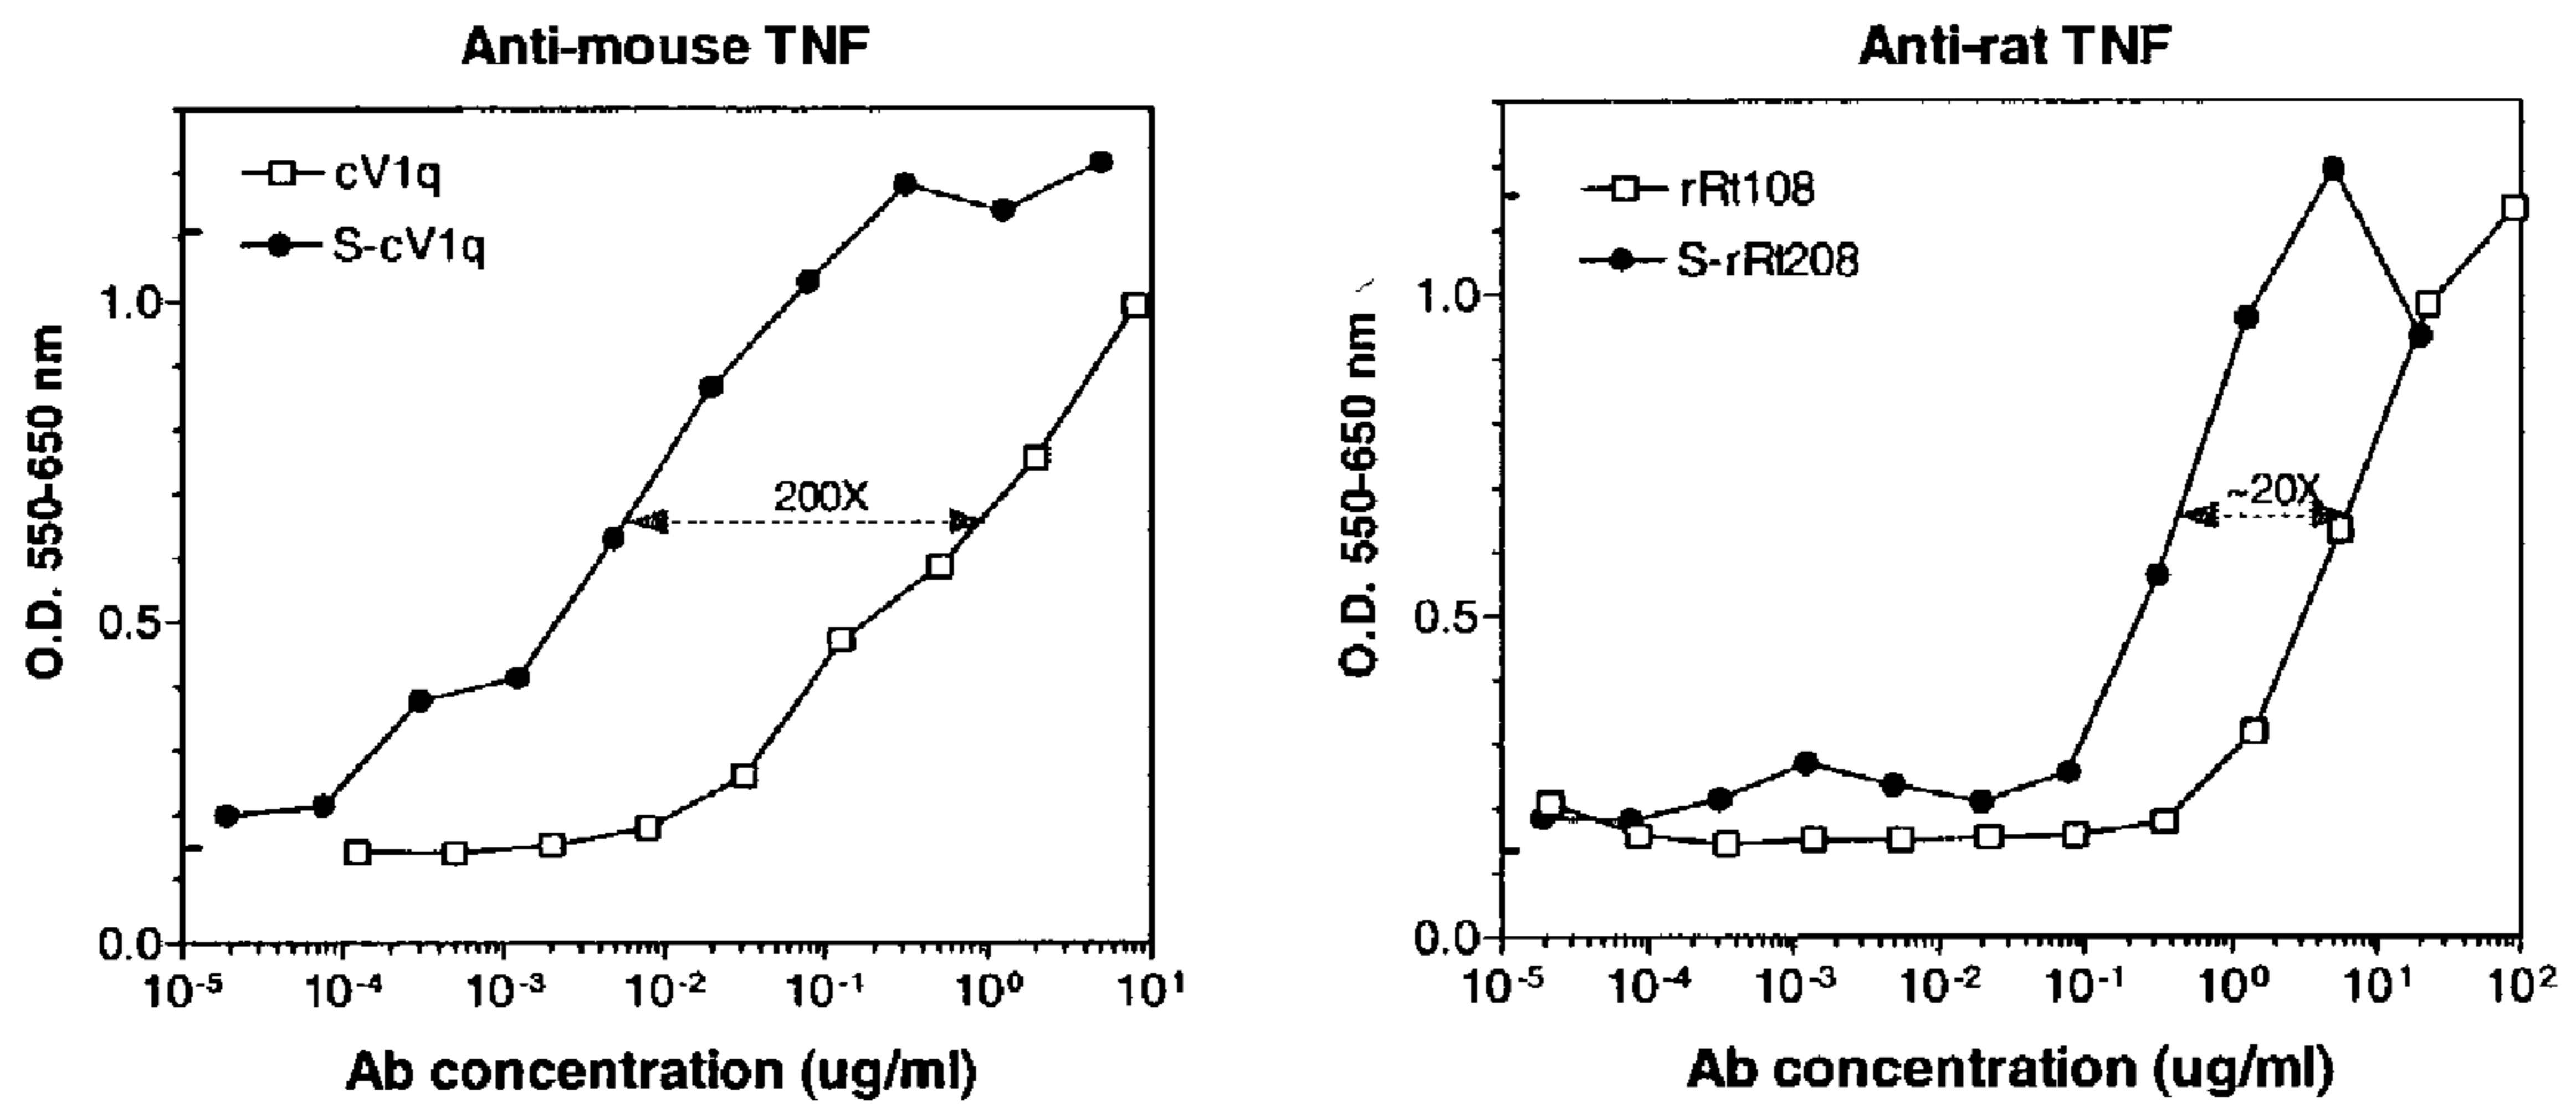 Anti-mouse TNF
cV1q
S-cV1q
200X
1.0
0.5
0.0
O.D. 550-650 nm
10-5 10-4 10-3 10-2 10-1 100 101
Ab concentration (ug/ml)
Anti-rat TNF
rRt108
S-rRt208
~20X
1.0
0.5
0.0
O.D. 550-650 nm
10-5 10-4 10-3 10-2 10-1 100 101 102
Ab concentration (ug/ml)